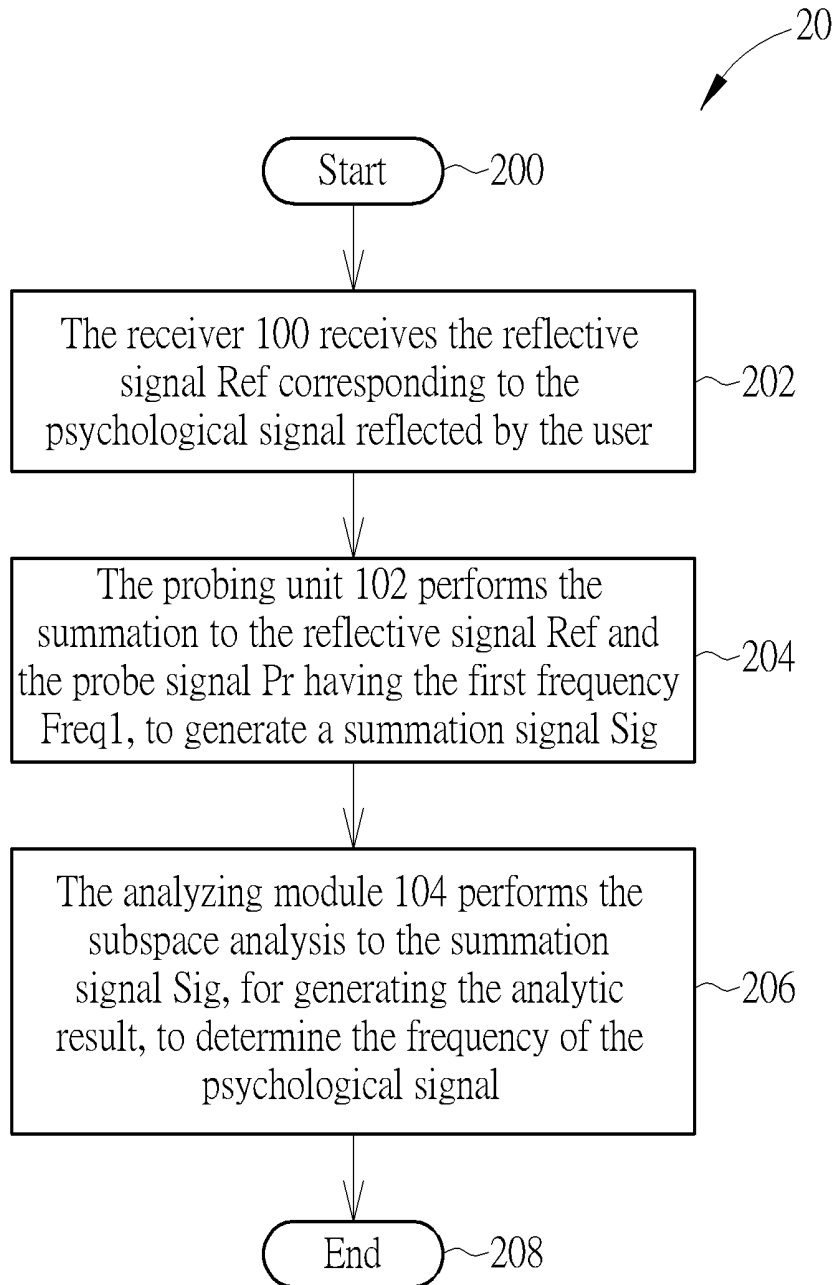 20
Start
200
The receiver 100 receives the reflective
signal Ref corresponding to the
psychological signal reflected by the user
202
The probing unit 102 performs the
summation to the reflective signal Ref and
the probe signal Pr having the first frequency
Freq1, to generate a summation signal Sig
204
The analyzing module 104 performs the
subspace analysis to the summation
signal Sig, for generating the analytic
result, to determine the frequency of the
psychological signal
206
End
208